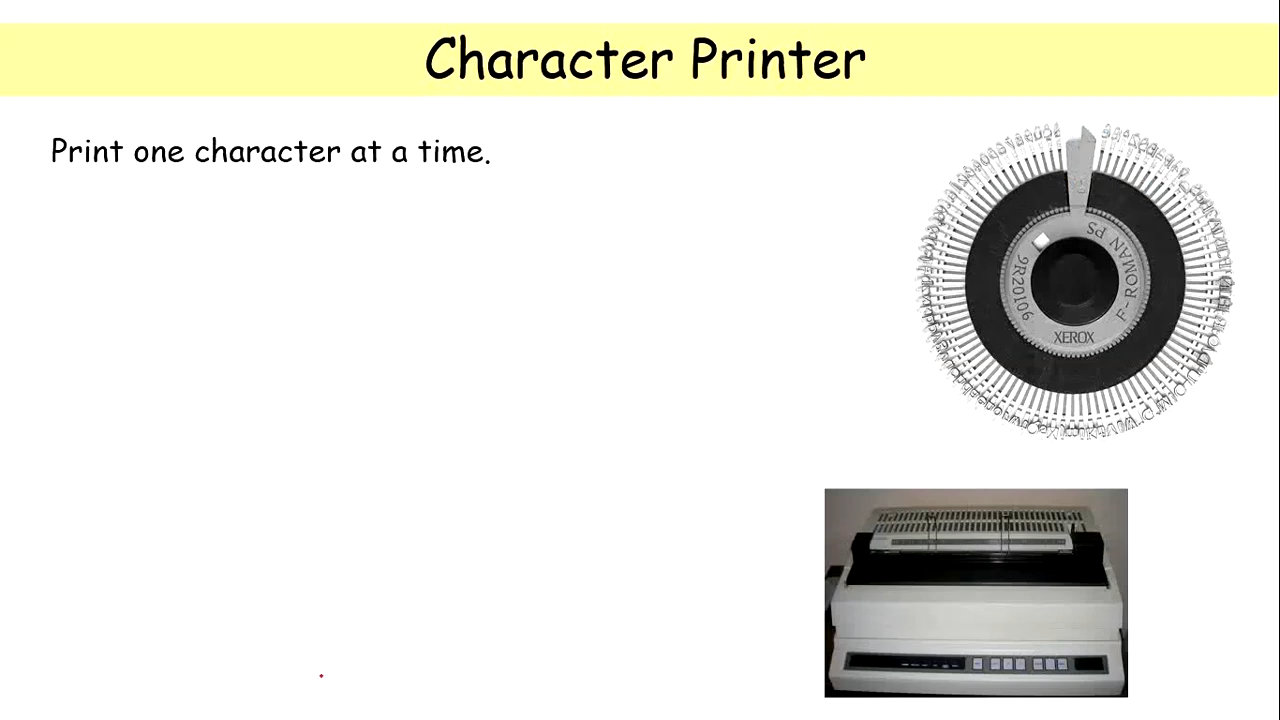 Character Printer
Print one character at a time.
9R20106
F-ROMAN PS
XEROX